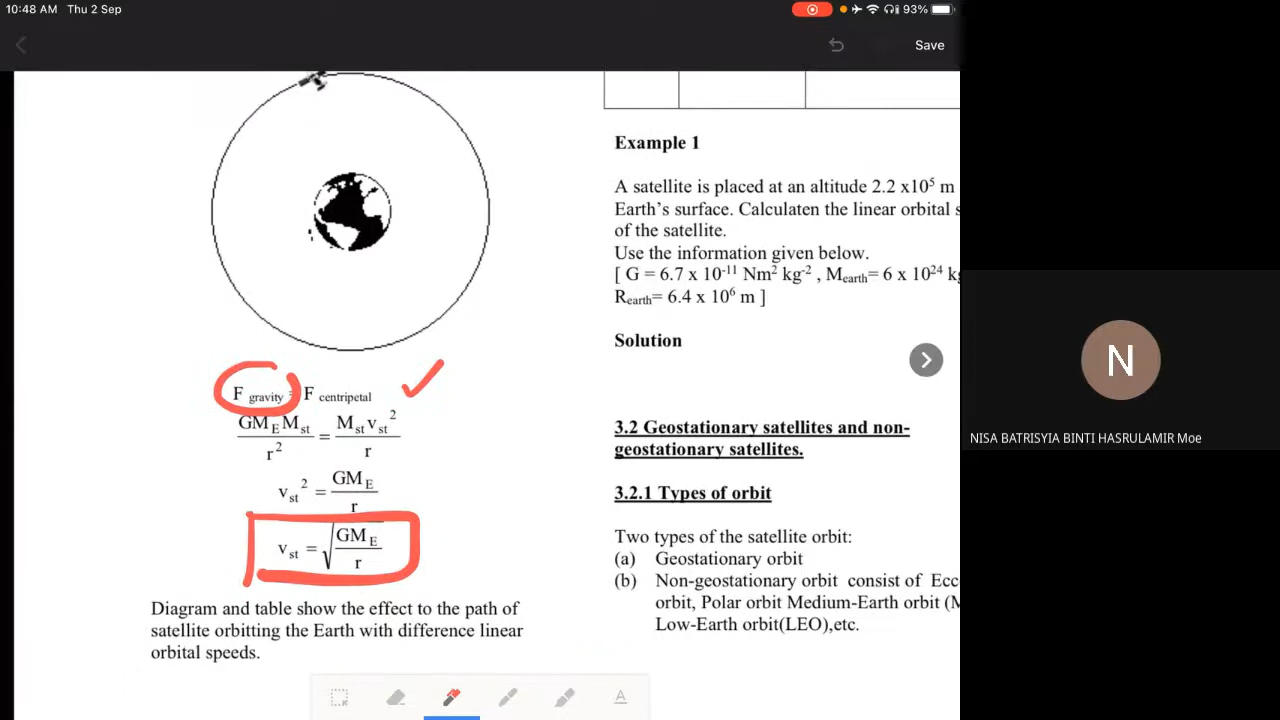 10:48 AM Thu 2 Sep
93%
Save
F gravity = F centripetal
GM_E M_st / r² = M_st v_st² / r
v_st² = GM_E / r
v_st = √(GM_E / r)
Diagram and table show the effect to the path of
satellite orbitting the Earth with difference linear
orbital speeds.
Example 1
A satellite is placed at an altitude 2.2 x10⁵ m
Earth's surface. Calculaten the linear orbital s
of the satellite.
Use the information given below.
[ G = 6.7 x 10⁻¹¹ Nm² kg⁻² , Mearth= 6 x 10²⁴ kg
Rearth= 6.4 x 10⁶ m ]
Solution
3.2 Geostationary satellites and non-
geostationary satellites.
3.2.1 Types of orbit
Two types of the satellite orbit:
(a) Geostationary orbit
(b) Non-geostationary orbit consist of Ecc
orbit, Polar orbit Medium-Earth orbit (M
Low-Earth orbit(LEO),etc.
A
N
NISA BATRISYIA BINTI HASRULAMIR Moe